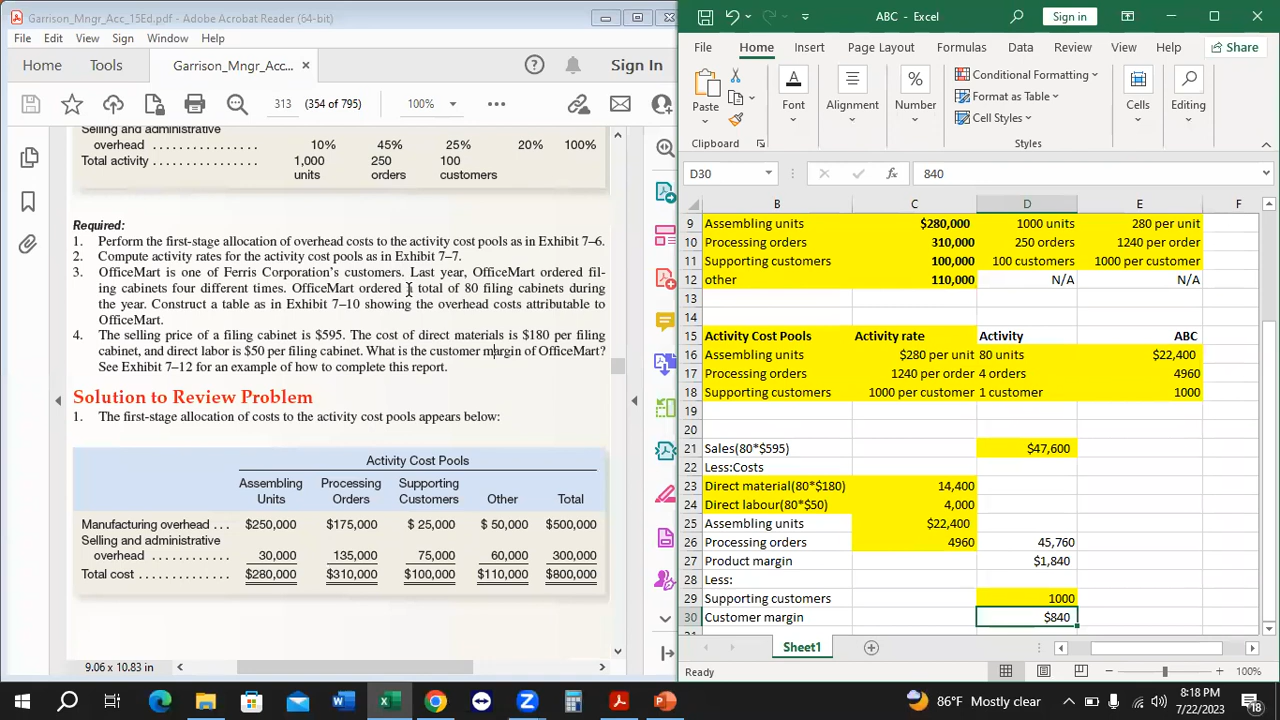 Garrison_Mngr_Acc_15Ed.pdf - Adobe Acrobat Reader (64-bit)
File Edit View Sign Window Help
Home Tools Garrison_Mngr_Acc... × Sign In
313 (354 of 795) 100%
Selling and administrative
overhead . . . . . . . . . . . . . . . . . 10% 45% 25% 20% 100%
Total activity . . . . . . . . . . . . . . . . 1,000 250 100
units orders customers
Required:
1. Perform the first-stage allocation of overhead costs to the activity cost pools as in Exhibit 7–6.
2. Compute activity rates for the activity cost pools as in Exhibit 7–7.
3. OfficeMart is one of Ferris Corporation's customers. Last year, OfficeMart ordered fil-
ing cabinets four different times. OfficeMart ordered a total of 80 filing cabinets during
the year. Construct a table as in Exhibit 7–10 showing the overhead costs attributable to
OfficeMart.
4. The selling price of a filing cabinet is $595. The cost of direct materials is $180 per filing
cabinet, and direct labor is $50 per filing cabinet. What is the customer margin of OfficeMart?
See Exhibit 7–12 for an example of how to complete this report.
Solution to Review Problem
1. The first-stage allocation of costs to the activity cost pools appears below:
Activity Cost Pools
Assembling Processing Supporting
Units Orders Customers Other Total
Manufacturing overhead . . . $250,000 $175,000 $ 25,000 $ 50,000 $500,000
Selling and administrative
overhead . . . . . . . . . . . . . 30,000 135,000 75,000 60,000 300,000
Total cost . . . . . . . . . . . . . . $280,000 $310,000 $100,000 $110,000 $800,000
9.06 x 10.83 in
ABC - Excel Sign in
File Home Insert Page Layout Formulas Data Review View Help Share
Paste Font Alignment Number Conditional Formatting Format as Table Cell Styles Cells Editing
Clipboard Styles
D30 fx 840
B C D E F
9 Assembling units $280,000 1000 units 280 per unit
10 Processing orders 310,000 250 orders 1240 per order
11 Supporting customers 100,000 100 customers 1000 per customer
12 other 110,000 N/A N/A
13
14
15 Activity Cost Pools Activity rate Activity ABC
16 Assembling units $280 per unit 80 units $22,400
17 Processing orders 1240 per order 4 orders 4960
18 Supporting customers 1000 per customer 1 customer 1000
19
20
21 Sales(80*$595) $47,600
22 Less:Costs
23 Direct material(80*$180) 14,400
24 Direct labour(80*$50) 4,000
25 Assembling units $22,400
26 Processing orders 4960 45,760
27 Product margin $1,840
28 Less:
29 Supporting customers 1000
30 Customer margin $840
Sheet1
Ready 100%
86°F Mostly clear 8:18 PM
7/22/2023 18